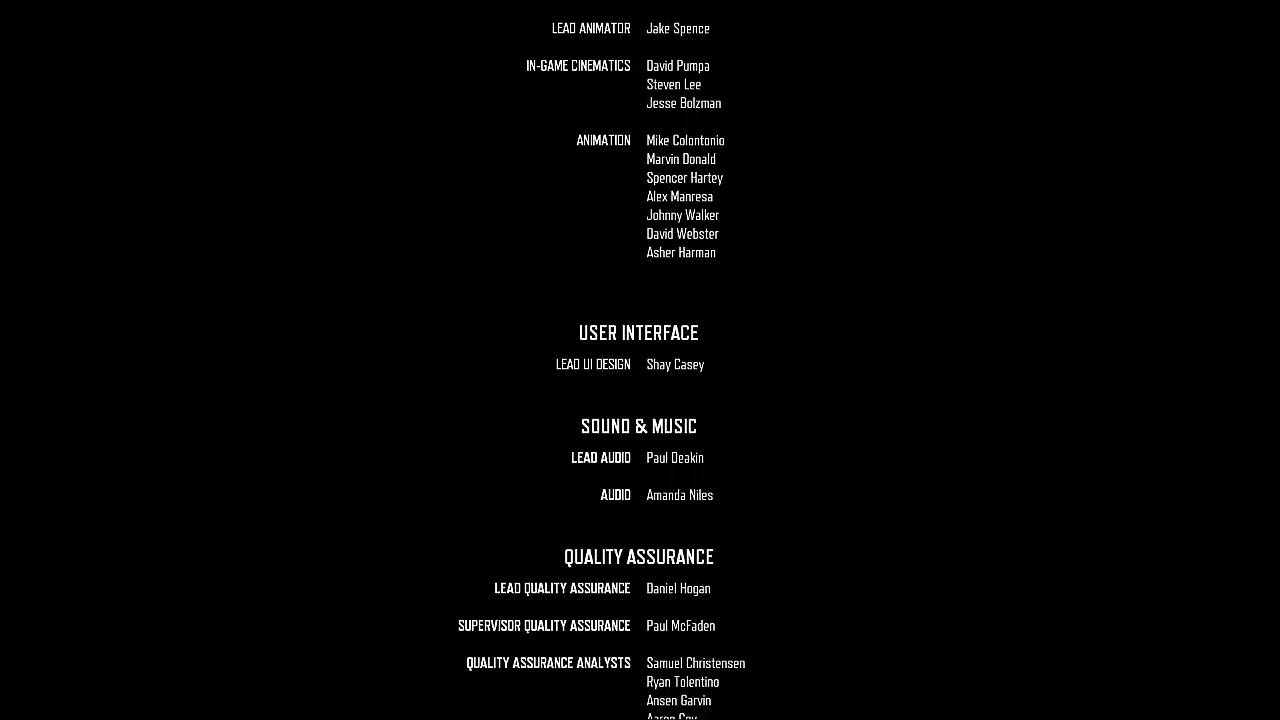 LEAD ANIMATOR Jake Spence
IN-GAME CINEMATICS David Pumpa
Steven Lee
Jesse Bolzman
ANIMATION Mike Colontonio
Marvin Donald
Spencer Hartey
Alex Manresa
Johnny Walker
David Webster
Asher Harman
USER INTERFACE
LEAD UI DESIGN Shay Casey
SOUND & MUSIC
LEAD AUDIO Paul Deakin
AUDIO Amanda Niles
QUALITY ASSURANCE
LEAD QUALITY ASSURANCE Daniel Hogan
SUPERVISOR QUALITY ASSURANCE Paul McFaden
QUALITY ASSURANCE ANALYSTS Samuel Christensen
Ryan Tolentino
Ansen Garvin